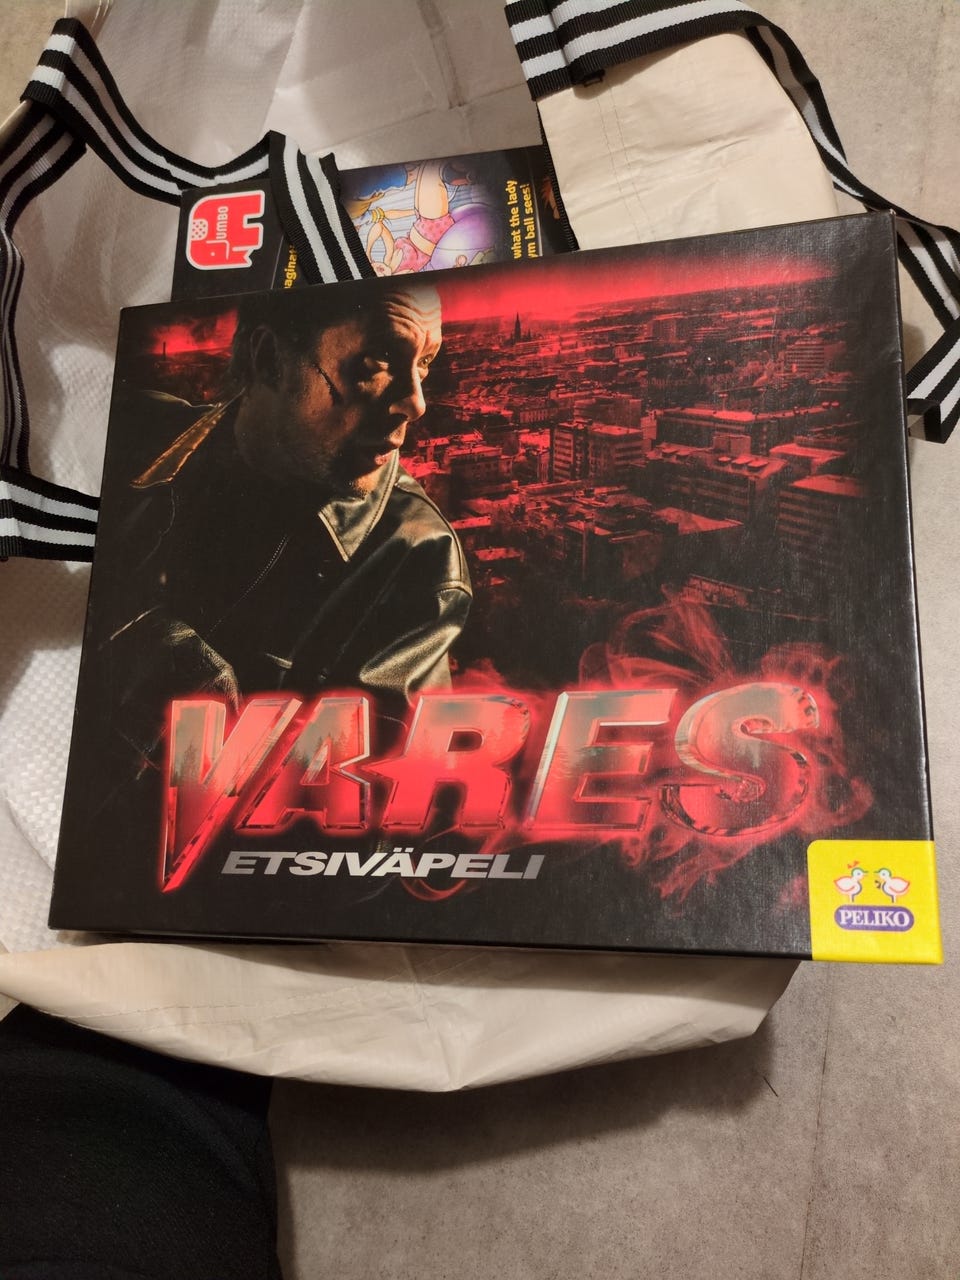 JUMBO
what the lady
ball sees!
VARES
ETSIVÄPELI
PELIKO